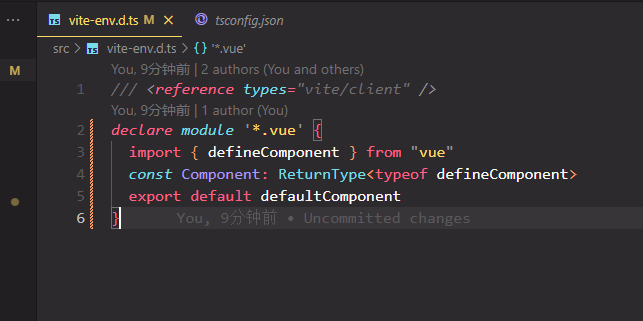 vite-env.d.ts M
tsconfig.json
src > vite-env.d.ts > {} '*.vue'
M
You, 9分钟前 | 2 authors (You and others)
1 /// <reference types="vite/client" />
You, 9分钟前 | 1 author (You)
2 declare module '*.vue' {
3 import { defineComponent } from "vue"
4 const Component: ReturnType<typeof defineComponent>
5 export default defaultComponent
6 } You, 9分钟前 • Uncommitted changes